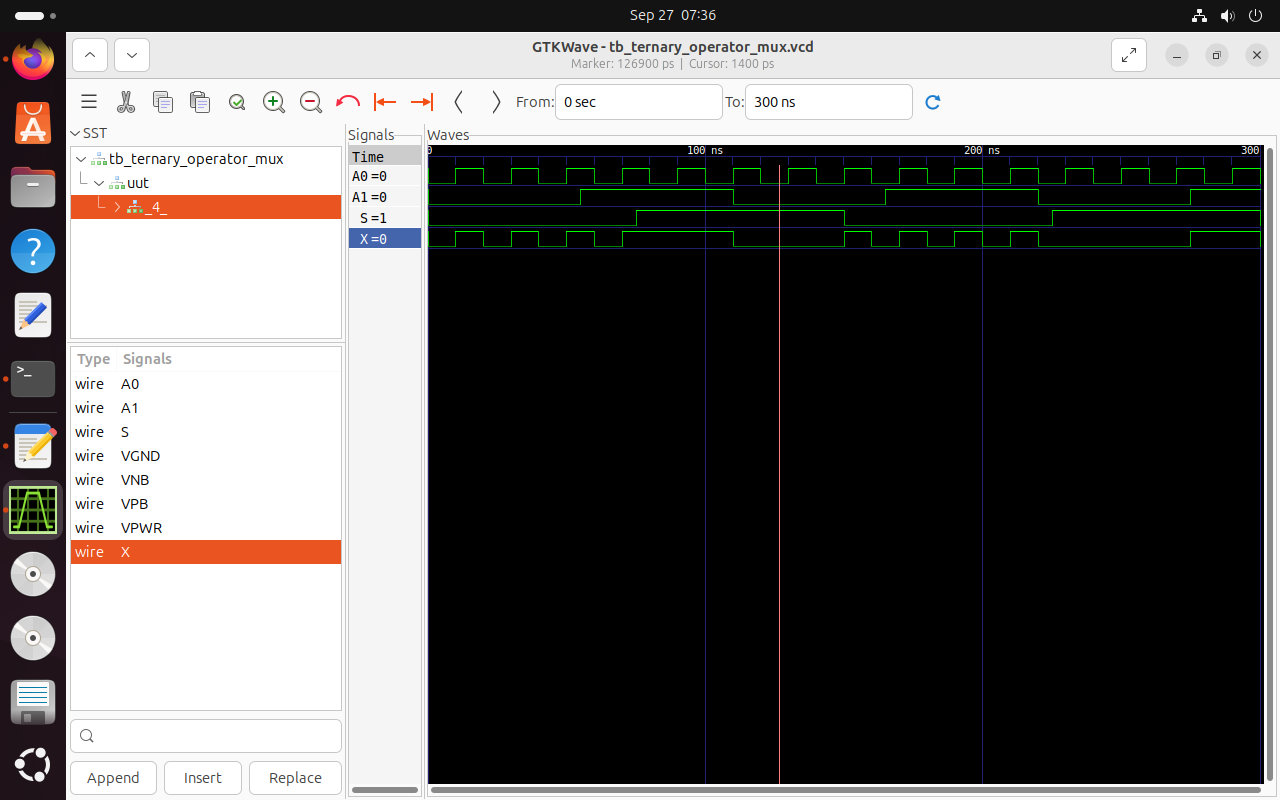 Sep 27 07:36
GTKWave - tb_ternary_operator_mux.vcd
Marker: 126900 ps | Cursor: 1400 ps
From: 0 sec To: 300 ns
SST
tb_ternary_operator_mux
uut
_4_
Type Signals
wire A0
wire A1
wire S
wire VGND
wire VNB
wire VPB
wire VPWR
wire X
Append Insert Replace
Signals
Time
A0 =0
A1 =0
S =1
X =0
Waves
0 100 ns 200 ns 300